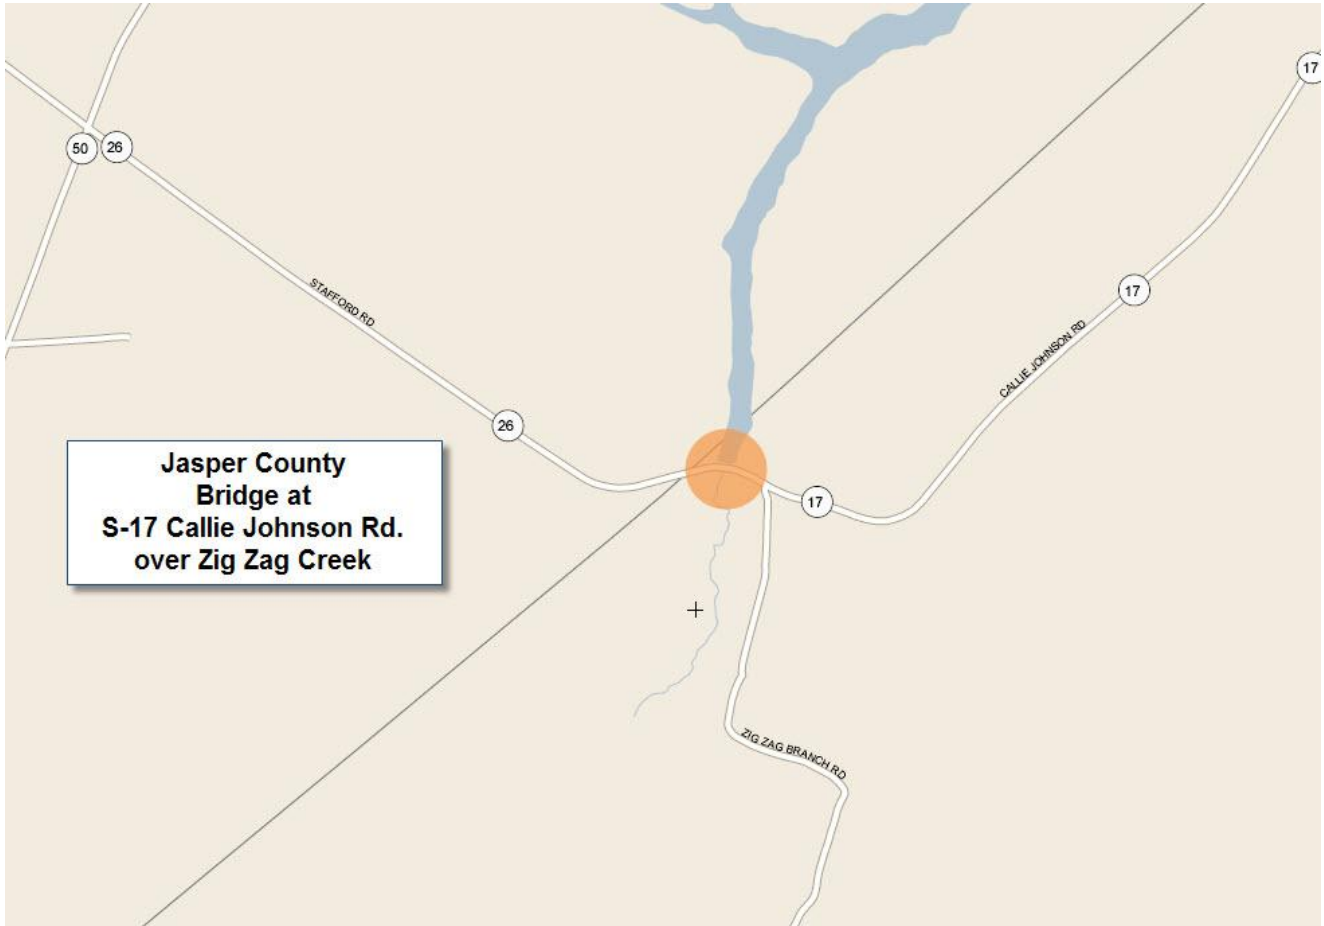 17
50
26
17
STAFFORD RD
CALLIE JOHNSON RD
26
Jasper County
Bridge at
S-17 Callie Johnson Rd.
over Zig Zag Creek
17
ZIG ZAG BRANCH RD